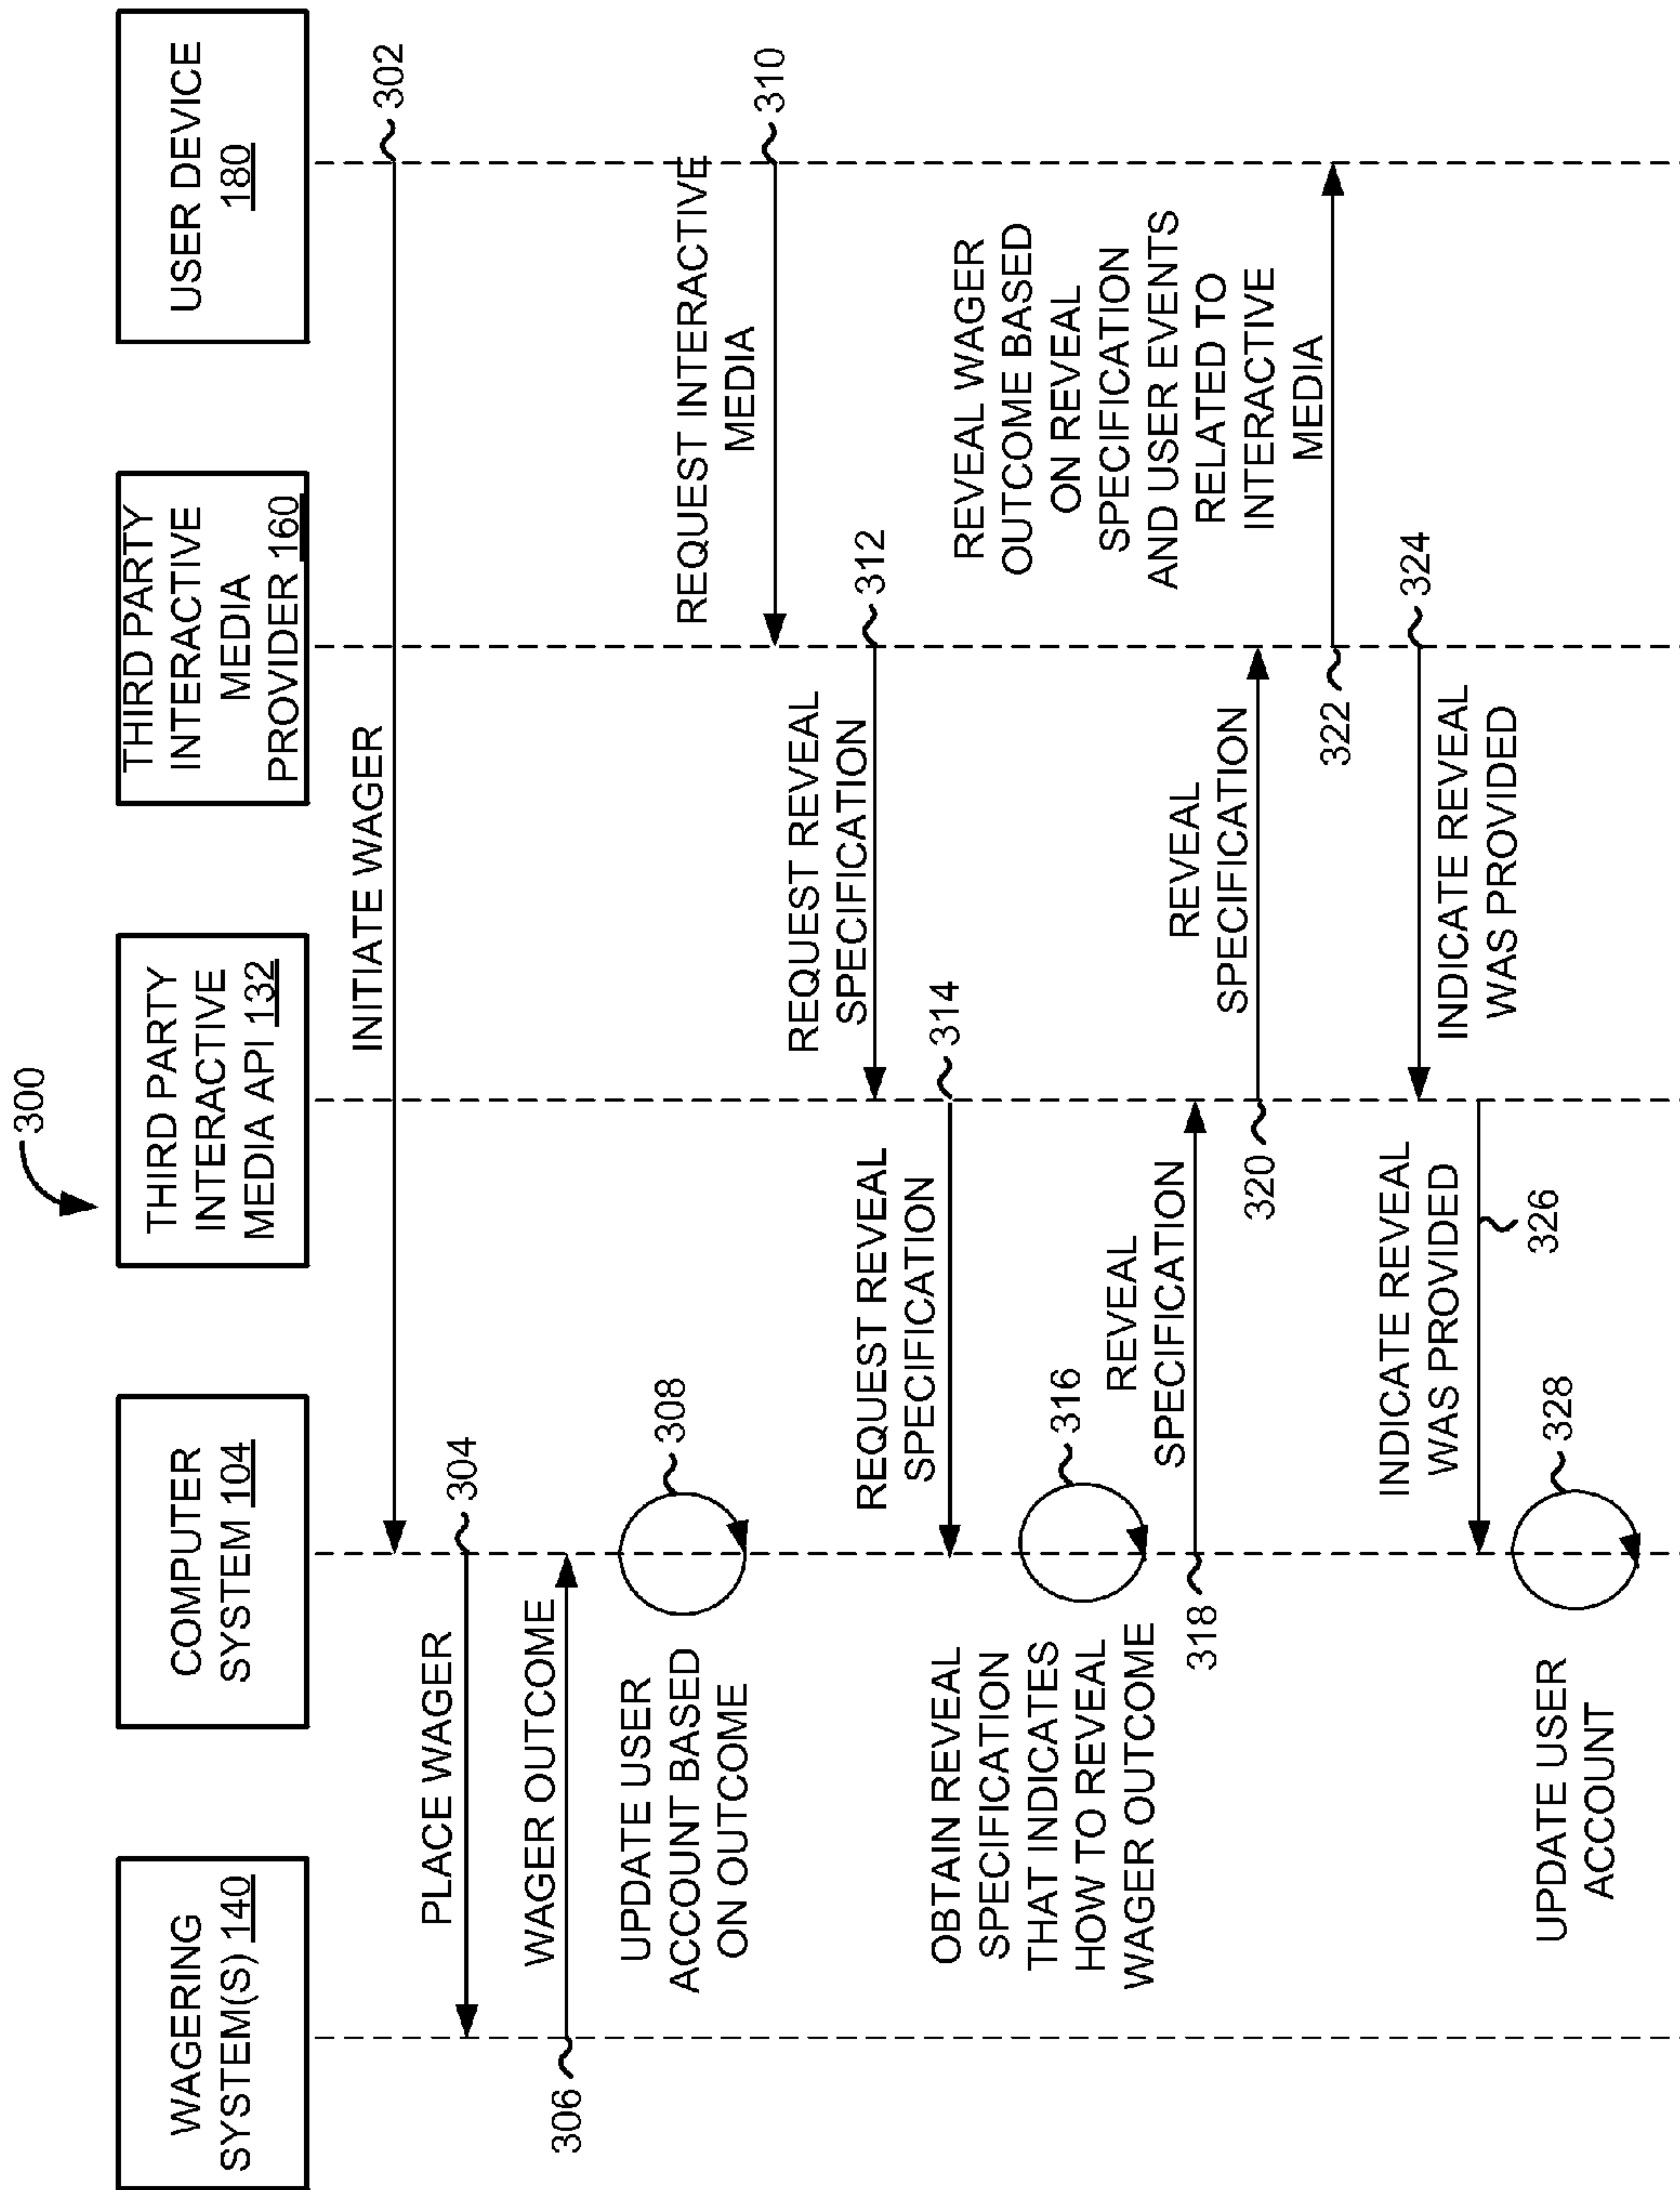 300
WAGERING
SYSTEM(S) 140
COMPUTER
SYSTEM 104
THIRD PARTY
INTERACTIVE
MEDIA API 132
THIRD PARTY
INTERACTIVE
MEDIA
PROVIDER 160
USER DEVICE
180
INITIATE WAGER
302
PLACE WAGER
304
WAGER OUTCOME
306
UPDATE USER
ACCOUNT BASED
ON OUTCOME
308
REQUEST INTERACTIVE
MEDIA
310
REQUEST REVEAL
SPECIFICATION
312
REQUEST REVEAL
SPECIFICATION
314
OBTAIN REVEAL
SPECIFICATION
THAT INDICATES
HOW TO REVEAL
WAGER OUTCOME
316
REVEAL
SPECIFICATION
318
REVEAL
SPECIFICATION
320
REVEAL WAGER
OUTCOME BASED
ON REVEAL
SPECIFICATION
AND USER EVENTS
RELATED TO
INTERACTIVE
MEDIA
322
INDICATE REVEAL
WAS PROVIDED
324
INDICATE REVEAL
WAS PROVIDED
326
UPDATE USER
ACCOUNT
328